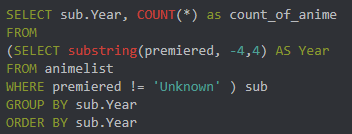 SELECT sub.Year, COUNT(*) as count_of_anime
FROM
(SELECT substring(premiered, -4,4) AS Year
FROM animelist
WHERE premiered != 'Unknown' ) sub
GROUP BY sub.Year
ORDER BY sub.Year